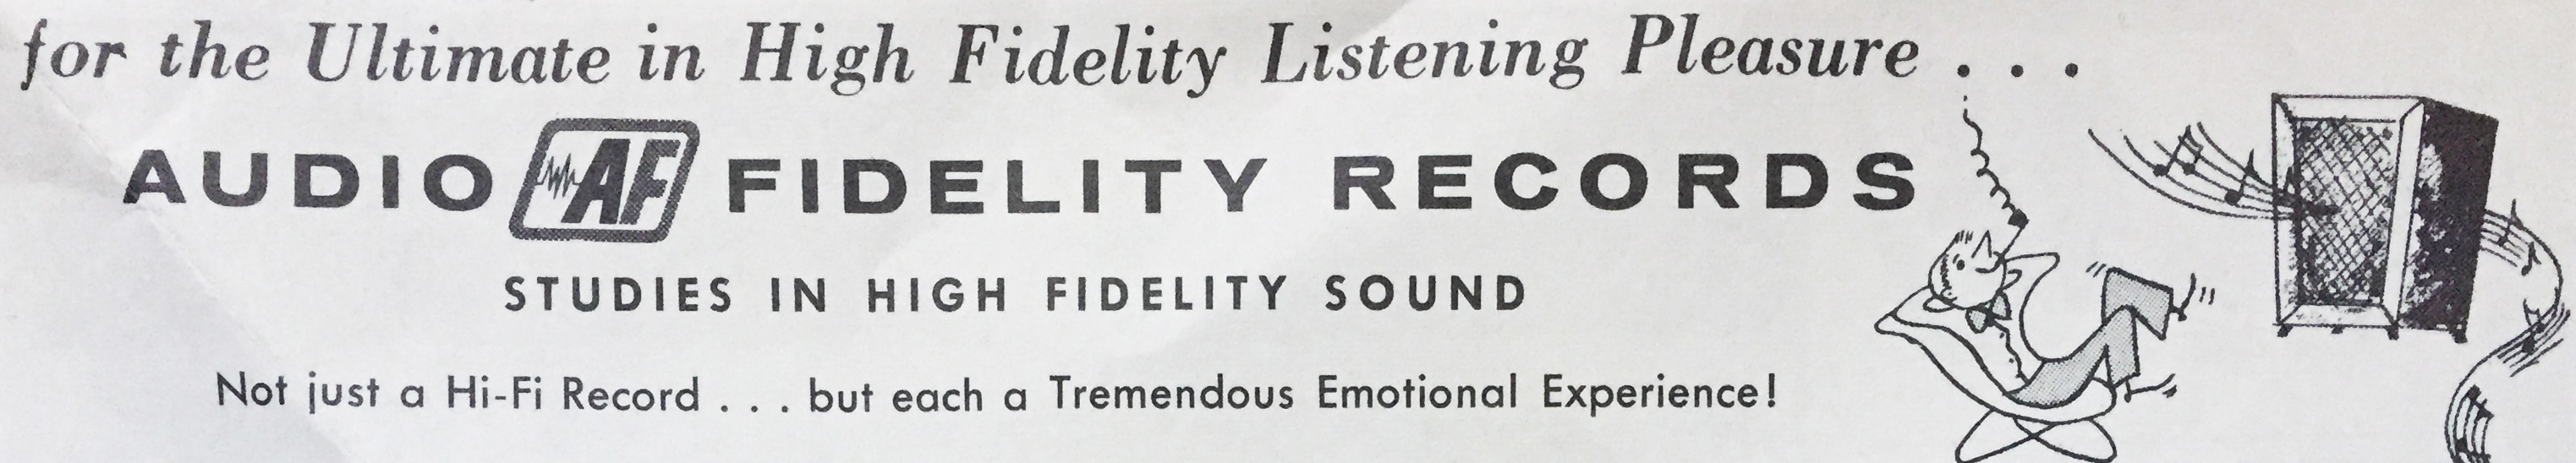 for the Ultimate in High Fidelity Listening Pleasure . . .
AUDIO AF FIDELITY RECORDS
STUDIES IN HIGH FIDELITY SOUND
Not just a Hi-Fi Record . . . but each a Tremendous Emotional Experience!